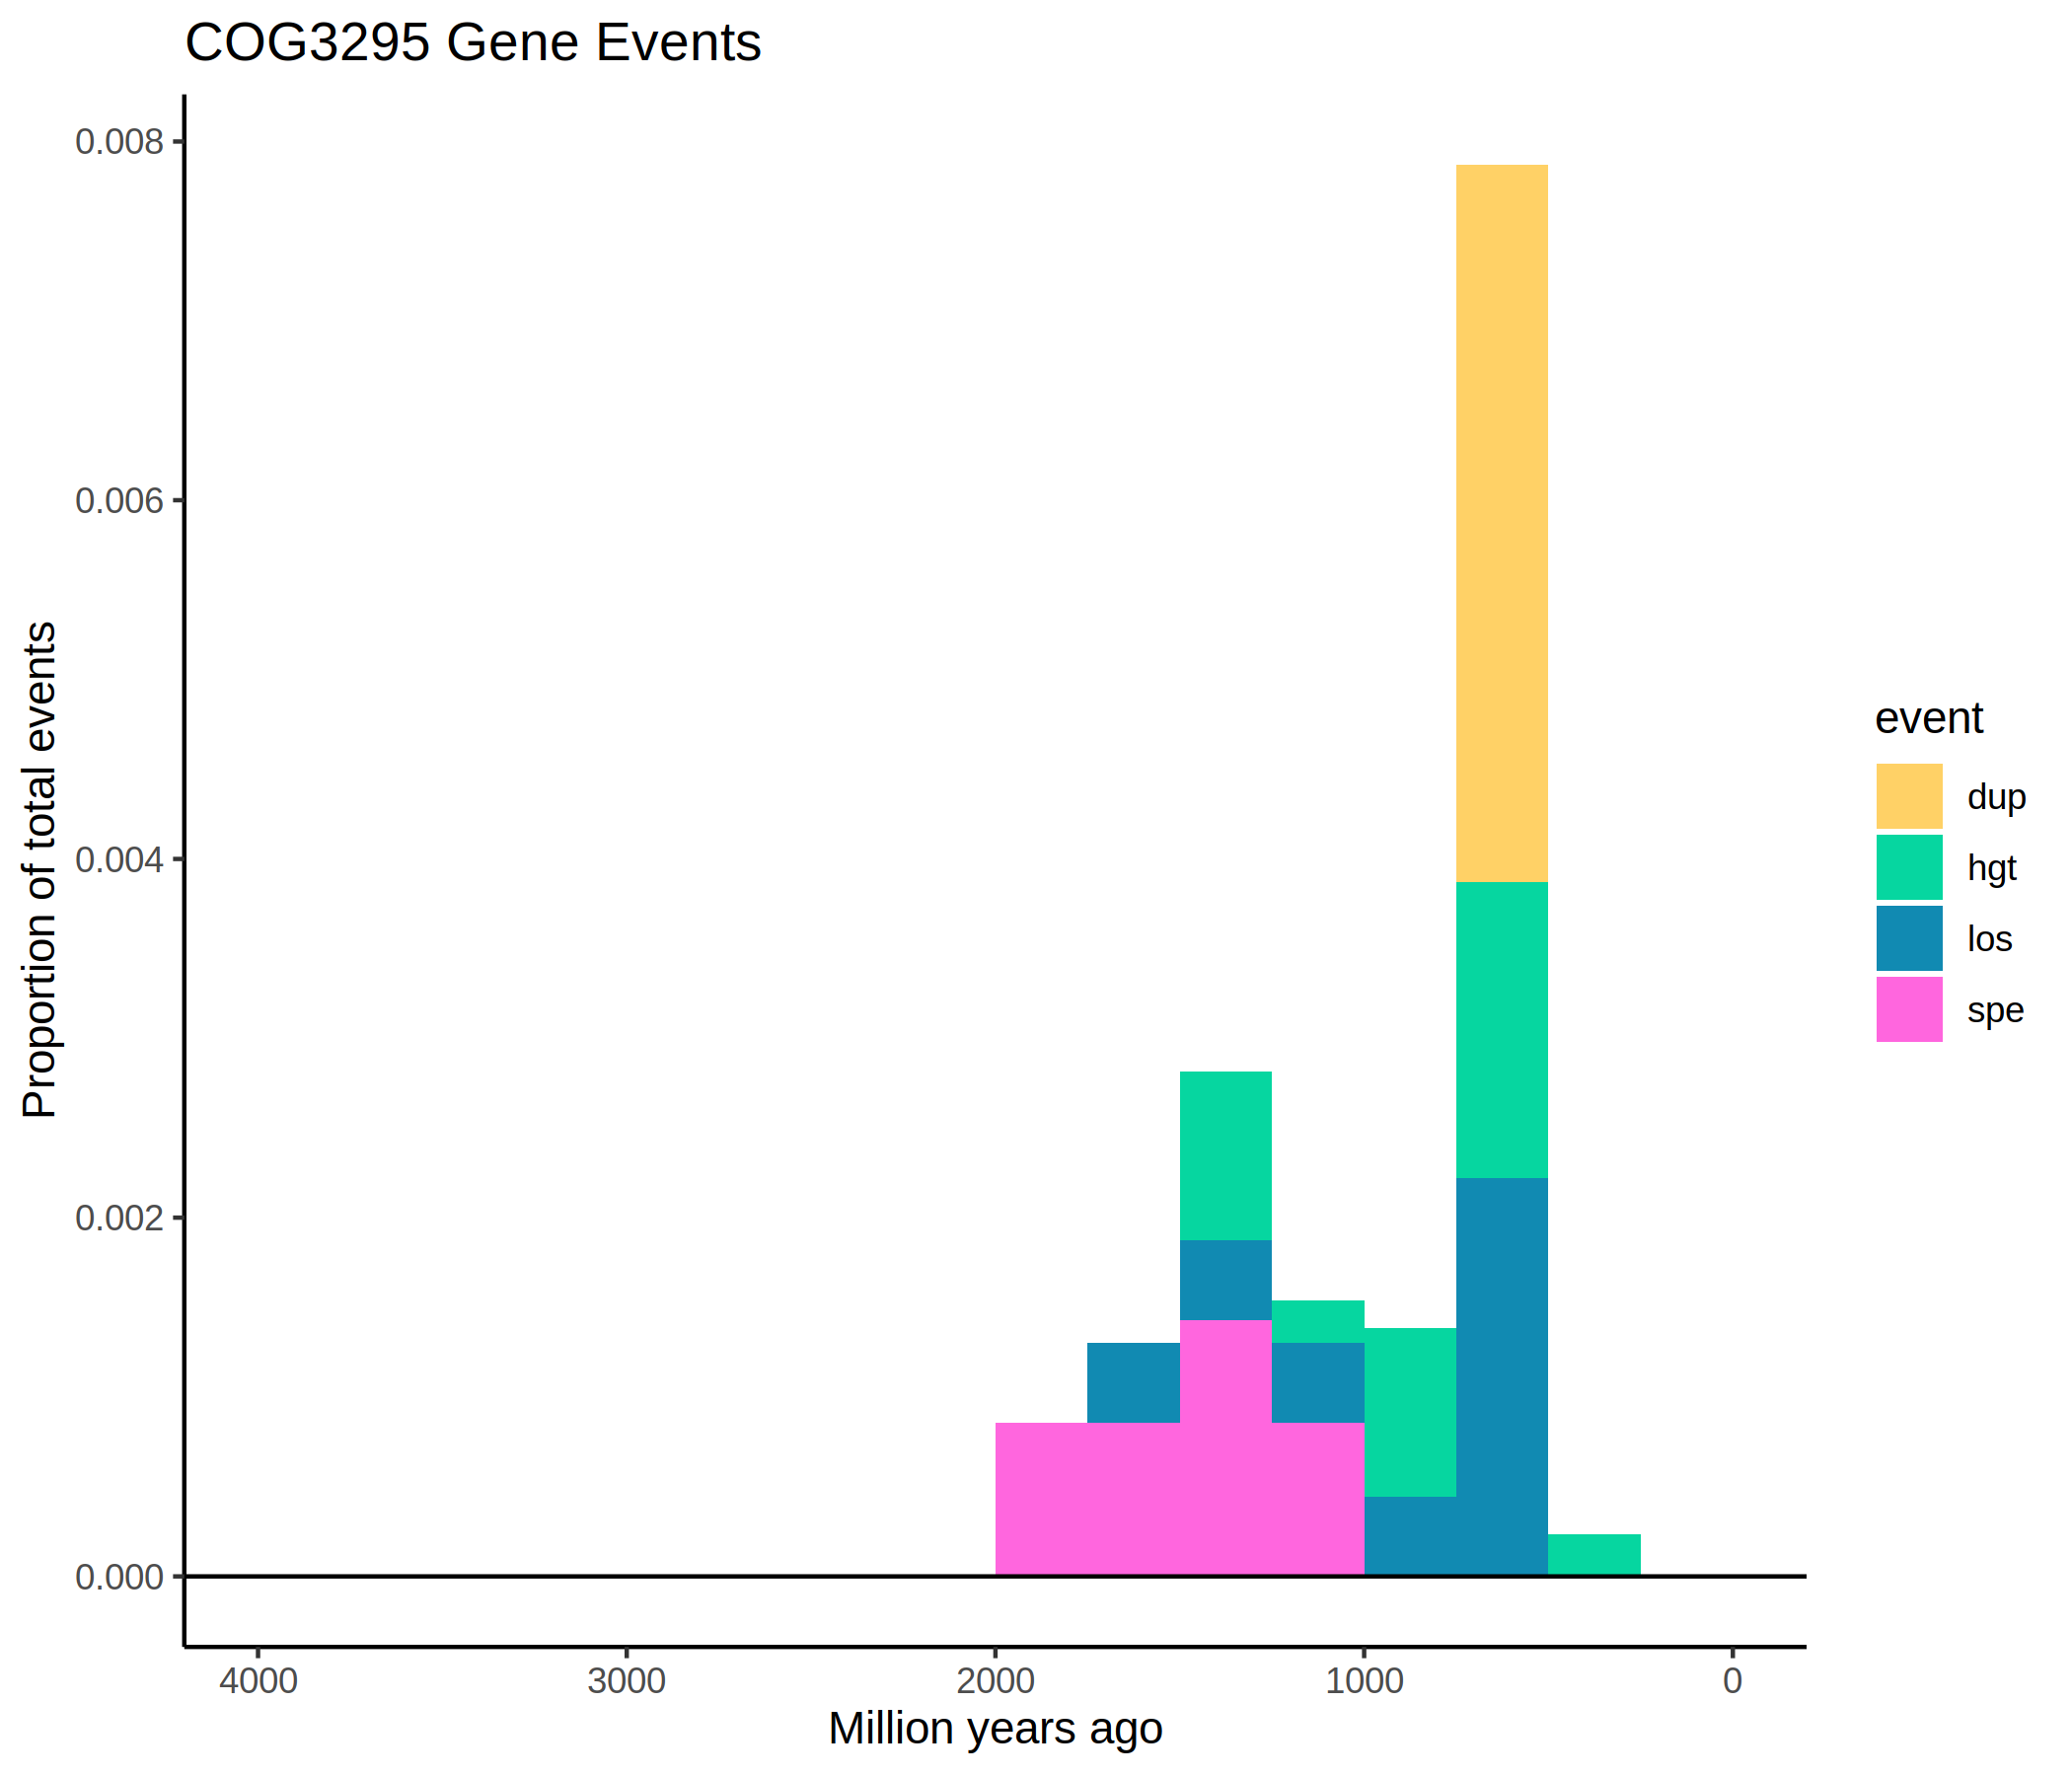 COG3295 Gene Events
Proportion of total events
0.008
0.006
0.004
0.002
0.000
4000 3000 2000 1000 0
Million years ago
event
dup
hgt
los
spe